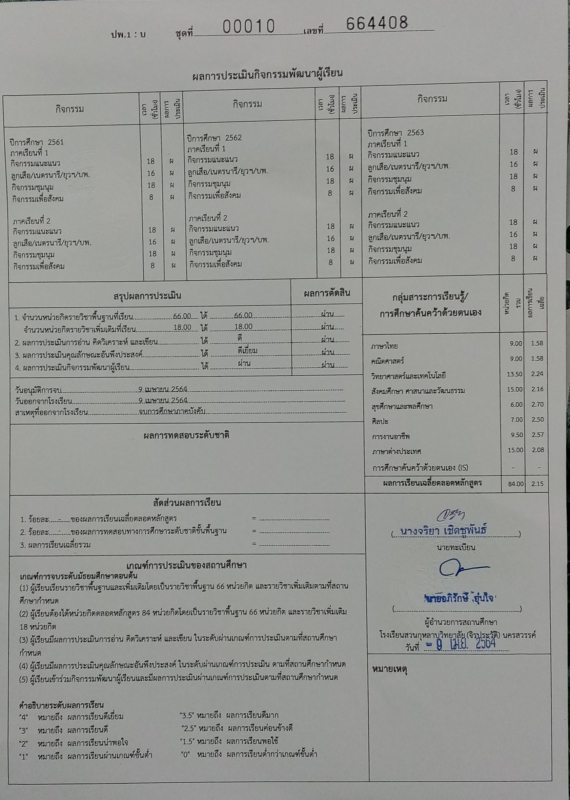 ปพ.1 : บ ชุดที่ 00010 เลขที่ 664408
ผลการประเมินกิจกรรมพัฒนาผู้เรียน
กิจกรรม เวลา (ชั่วโมง) ผลการประเมิน กิจกรรม เวลา (ชั่วโมง) ผลการประเมิน กิจกรรม เวลา (ชั่วโมง) ผลการประเมิน
ปีการศึกษา 2561 ปีการศึกษา 2562 ปีการศึกษา 2563
ภาคเรียนที่ 1 ภาคเรียนที่ 1 ภาคเรียนที่ 1
กิจกรรมแนะแนว 18 ผ กิจกรรมแนะแนว 18 ผ กิจกรรมแนะแนว 18 ผ
ลูกเสือ/เนตรนารี/ยุวฯ/บพ. 16 ผ ลูกเสือ/เนตรนารี/ยุวฯ/บพ. 16 ผ ลูกเสือ/เนตรนารี/ยุวฯ/บพ. 16 ผ
กิจกรรมชุมนุม 18 ผ กิจกรรมชุมนุม 18 ผ กิจกรรมชุมนุม 18 ผ
กิจกรรมเพื่อสังคม 8 ผ กิจกรรมเพื่อสังคม 8 ผ กิจกรรมเพื่อสังคม 8 ผ
ภาคเรียนที่ 2 ภาคเรียนที่ 2 ภาคเรียนที่ 2
กิจกรรมแนะแนว 18 ผ กิจกรรมแนะแนว 18 ผ กิจกรรมแนะแนว 18 ผ
ลูกเสือ/เนตรนารี/ยุวฯ/บพ. 16 ผ ลูกเสือ/เนตรนารี/ยุวฯ/บพ. 16 ผ ลูกเสือ/เนตรนารี/ยุวฯ/บพ. 16 ผ
กิจกรรมชุมนุม 18 ผ กิจกรรมชุมนุม 18 ผ กิจกรรมชุมนุม 18 ผ
กิจกรรมเพื่อสังคม 8 ผ กิจกรรมเพื่อสังคม 8 ผ กิจกรรมเพื่อสังคม 8 ผ
สรุปผลการประเมิน ผลการตัดสิน
1. จำนวนหน่วยกิตรายวิชาพื้นฐานที่เรียน 66.00 ได้ 66.00 ผ่าน
จำนวนหน่วยกิตรายวิชาเพิ่มเติมที่เรียน 18.00 ได้ 18.00 ผ่าน
2. ผลการประเมินการอ่าน คิดวิเคราะห์ และเขียน ได้ ดี ผ่าน
3. ผลการประเมินคุณลักษณะอันพึงประสงค์ ได้ ดีเยี่ยม ผ่าน
4. ผลการประเมินกิจกรรมพัฒนาผู้เรียน ได้ ผ่าน ผ่าน
วันอนุมัติการจบ 9 เมษายน 2564
วันออกจากโรงเรียน 9 เมษายน 2564
สาเหตุที่ออกจากโรงเรียน จบการศึกษาภาคบังคับ
ผลการทดสอบระดับชาติ
กลุ่มสาระการเรียนรู้/ การศึกษาค้นคว้าด้วยตนเอง หน่วยกิตรวม ผลการเรียนเฉลี่ย
ภาษาไทย 9.00 1.58
คณิตศาสตร์ 9.00 1.58
วิทยาศาสตร์และเทคโนโลยี 13.50 2.24
สังคมศึกษา ศาสนาและวัฒนธรรม 15.00 2.16
สุขศึกษาและพลศึกษา 6.00 2.70
ศิลปะ 7.00 2.50
การงานอาชีพ 9.50 2.57
ภาษาต่างประเทศ 15.00 2.08
การศึกษาค้นคว้าด้วยตนเอง (IS) - -
ผลการเรียนเฉลี่ยตลอดหลักสูตร 84.00 2.15
สัดส่วนผลการเรียน
1. ร้อยละ - ของผลการเรียนเฉลี่ยตลอดหลักสูตร =
2. ร้อยละ - ของผลการทดสอบทางการศึกษาระดับชาติขั้นพื้นฐาน =
3. ผลการเรียนเฉลี่ยรวม =
เกณฑ์การประเมินของสถานศึกษา
เกณฑ์การจบระดับมัธยมศึกษาตอนต้น
(1) ผู้เรียนเรียนรายวิชาพื้นฐานและเพิ่มเติมโดยเป็นรายวิชาพื้นฐาน 66 หน่วยกิต และรายวิชาเพิ่มเติมตามที่สถาน
ศึกษากำหนด
(2) ผู้เรียนต้องได้หน่วยกิตตลอดหลักสูตร 84 หน่วยกิตโดยเป็นรายวิชาพื้นฐาน 66 หน่วยกิต และรายวิชาเพิ่มเติม
18 หน่วยกิต
(3) ผู้เรียนมีผลการประเมินการอ่าน คิดวิเคราะห์ และเขียน ในระดับผ่านเกณฑ์การประเมินตามที่สถานศึกษา
กำหนด
(4) ผู้เรียนมีผลการประเมินคุณลักษณะอันพึงประสงค์ ในระดับผ่านเกณฑ์การประเมิน ตามที่สถานศึกษากำหนด
(5) ผู้เรียนเข้าร่วมกิจกรรมพัฒนาผู้เรียนและมีผลการประเมินผ่านเกณฑ์การประเมินตามที่สถานศึกษากำหนด
คำอธิบายระดับผลการเรียน
"4" หมายถึง ผลการเรียนดีเยี่ยม "3.5" หมายถึง ผลการเรียนดีมาก
"3" หมายถึง ผลการเรียนดี "2.5" หมายถึง ผลการเรียนค่อนข้างดี
"2" หมายถึง ผลการเรียนน่าพอใจ "1.5" หมายถึง ผลการเรียนพอใช้
"1" หมายถึง ผลการเรียนผ่านเกณฑ์ขั้นต่ำ "0" หมายถึง ผลการเรียนต่ำกว่าเกณฑ์ขั้นต่ำ
( นางจริยา เชิดชูพันธ์ )
นายทะเบียน
( นายอภิรักษ์ อุ่นใจ )
ผู้อำนวยการสถานศึกษา
โรงเรียนสวนกุหลาบวิทยาลัย (จิรประวัติ) นครสวรรค์
วันที่ - 9 เม.ย. 2564
หมายเหตุ